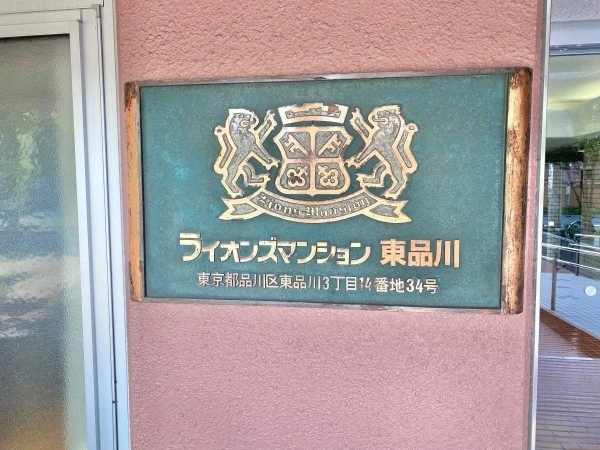 Lions Mansion
ライオンズマンション 東品川
東京都品川区東品川3丁目14番地34号